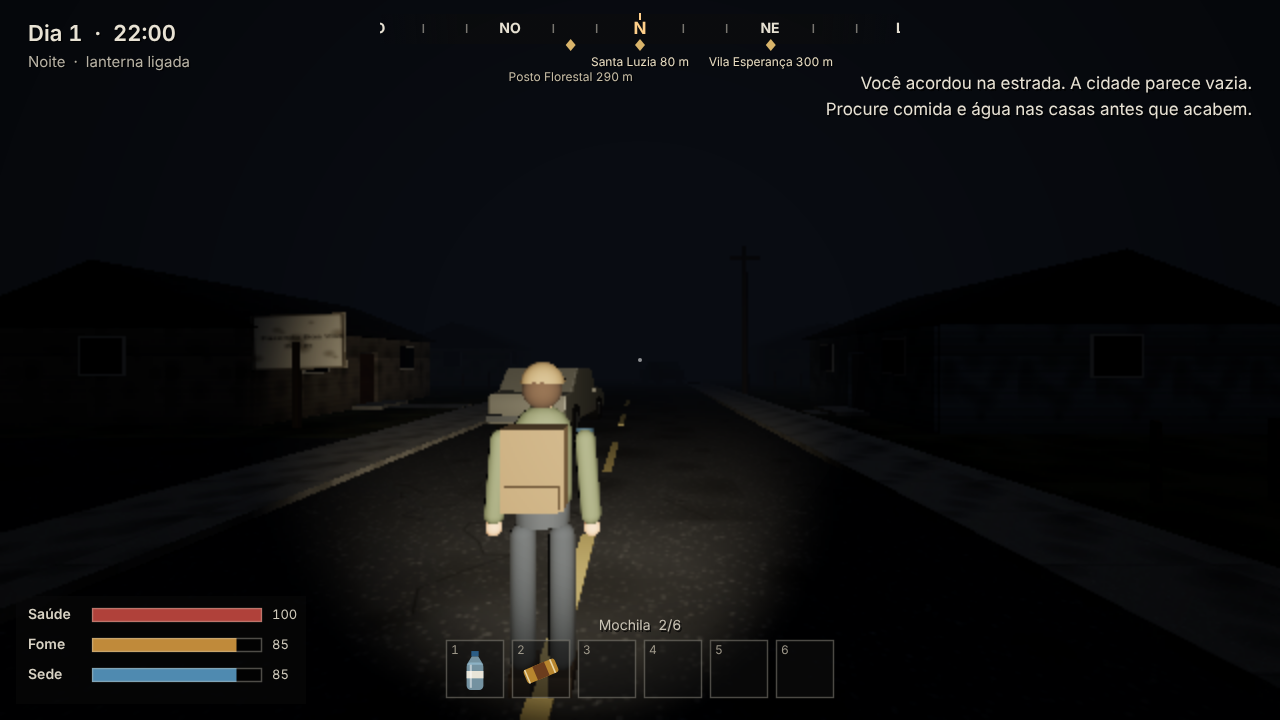 Dia 1 · 22:00
Noite · lanterna ligada
NO
N
NE
Santa Luzia 80 m
Vila Esperança 300 m
Posto Florestal 290 m
Você acordou na estrada. A cidade parece vazia.
Procure comida e água nas casas antes que acabem.
Saúde 100
Fome 85
Sede 85
Mochila 2/6
1
2
3
4
5
6